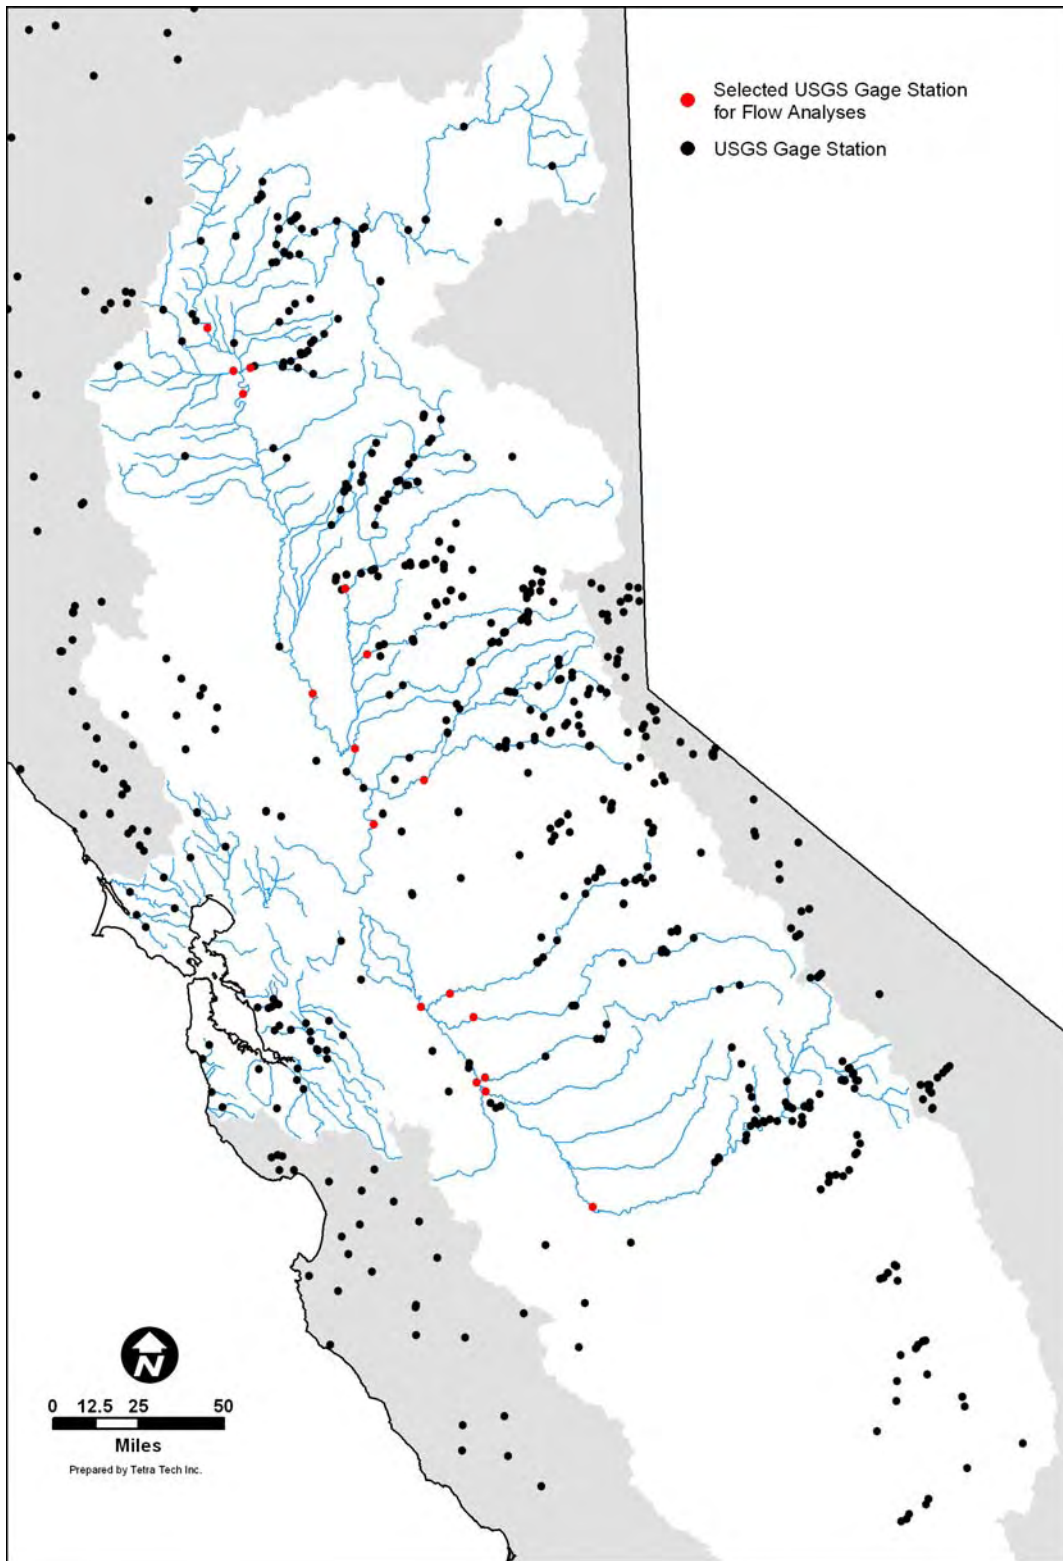 Selected USGS Gage Station
for Flow Analyses
USGS Gage Station
N
0 12.5 25 50
Miles
Prepared by Tetra Tech Inc.